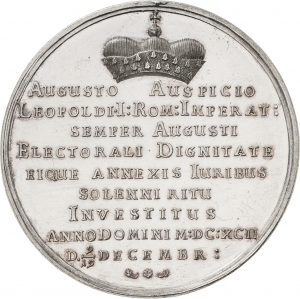 AUGUSTO AUSPICIO
LEOPOLDI·I: ROM: IMPERAT:
SEMPER AUGUSTI
ELECTORALI DIGNITATE
EIQUE ANNEXIS IURIBUS
SOLENNI RITU
INVESTITUS
ANNO DOMINI M·DC·XCII
D. 9/19 DECEMBR: